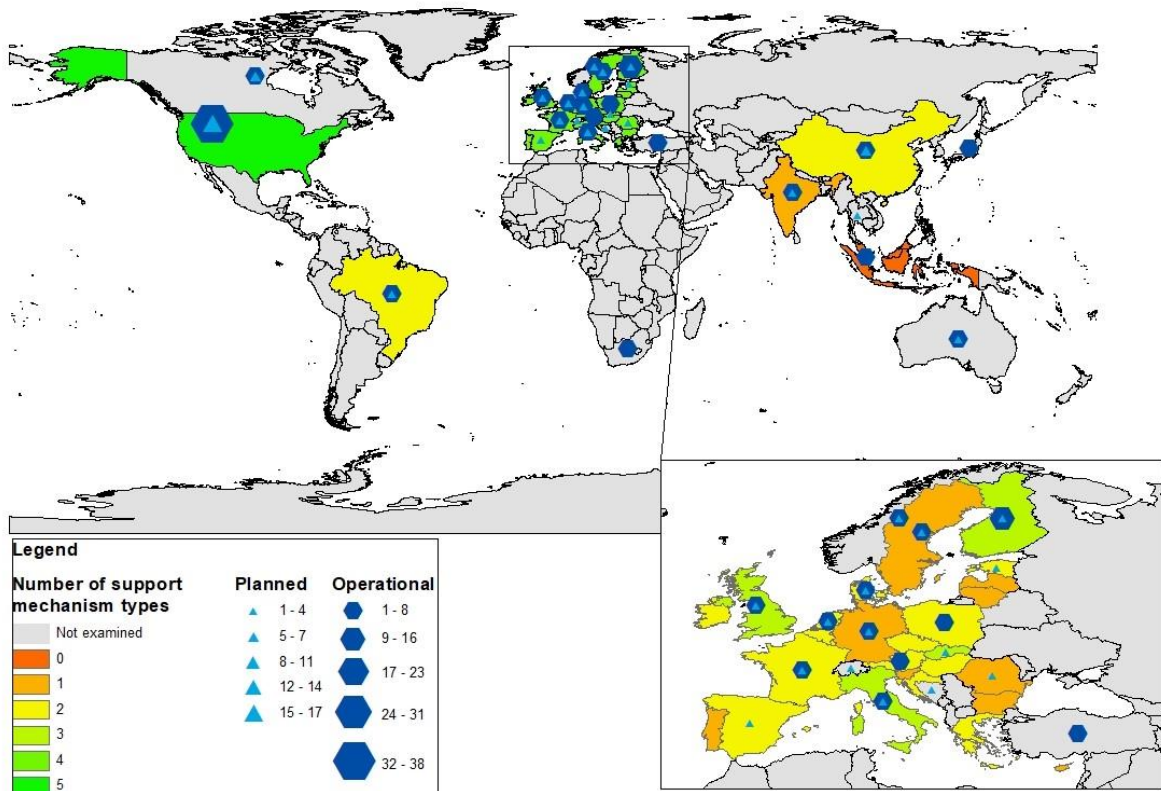 Legend
Number of support
mechanism types
Not examined
0
1
2
3
4
5
Planned
1 - 4
5 - 7
8 - 11
12 - 14
15 - 17
Operational
1 - 8
9 - 16
17 - 23
24 - 31
32 - 38